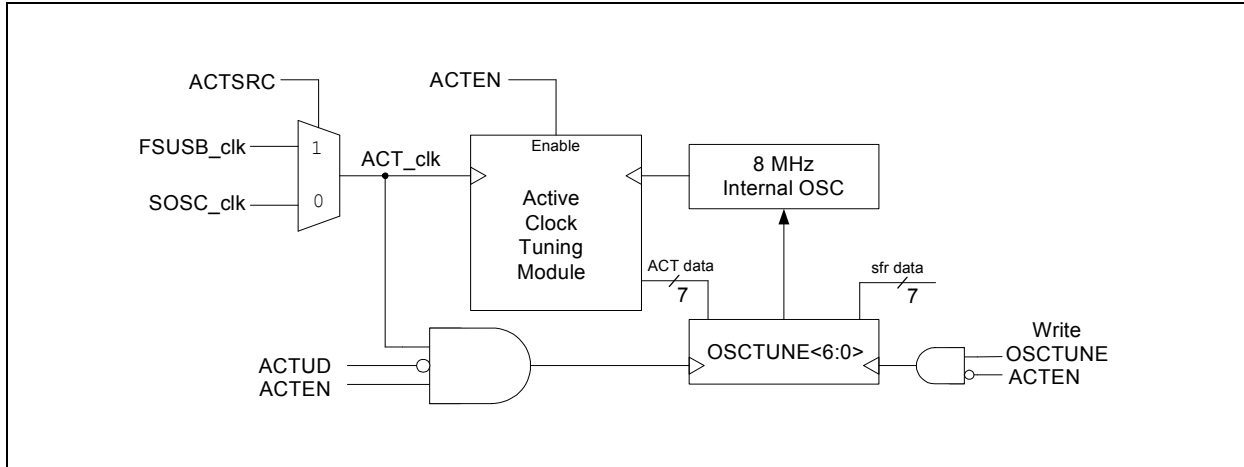 ACTSRC
ACTEN
FSUSB_clk
1
Enable
8 MHz
Internal OSC
ACT_clk
SOSC_clk
0
Active
Clock
Tuning
Module
ACT data
7
sfr data
7
OSCTUNE<6:0>
Write
OSCTUNE
ACTEN
ACTUD
ACTEN